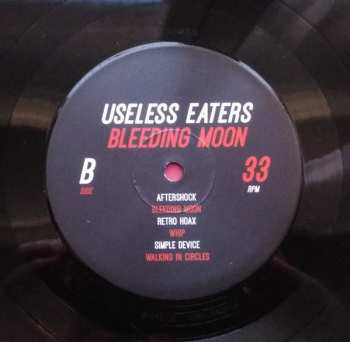 USELESS EATERS
BLEEDING MOON
B 33
SIDE RPM
AFTERSHOCK
BLEEDING MOON
RETRO HOAX
WHIP
SIMPLE DEVICE
WALKING IN CIRCLES